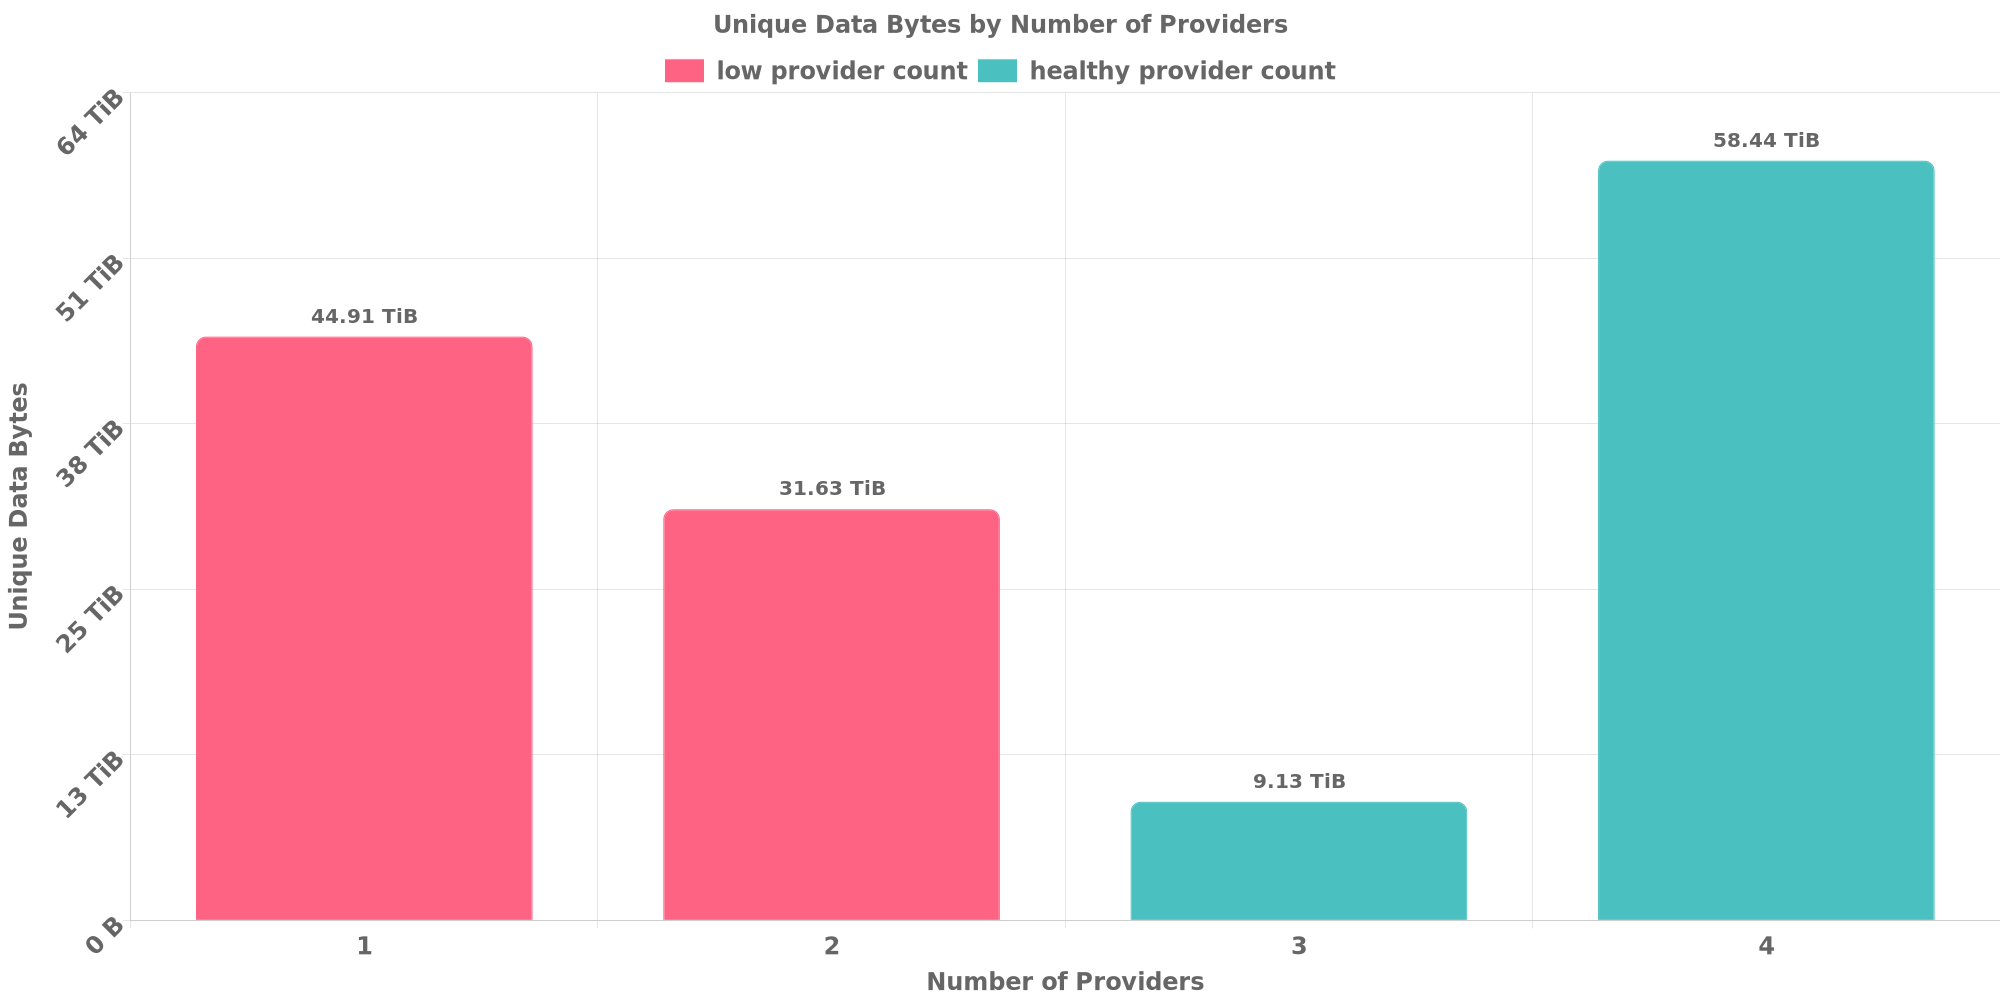 Unique Data Bytes by Number of Providers
low provider count healthy provider count
64 TiB
58.44 TiB
51 TiB
44.91 TiB
38 TiB
31.63 TiB
25 TiB
13 TiB
9.13 TiB
0 B
Unique Data Bytes
1 2 3 4
Number of Providers